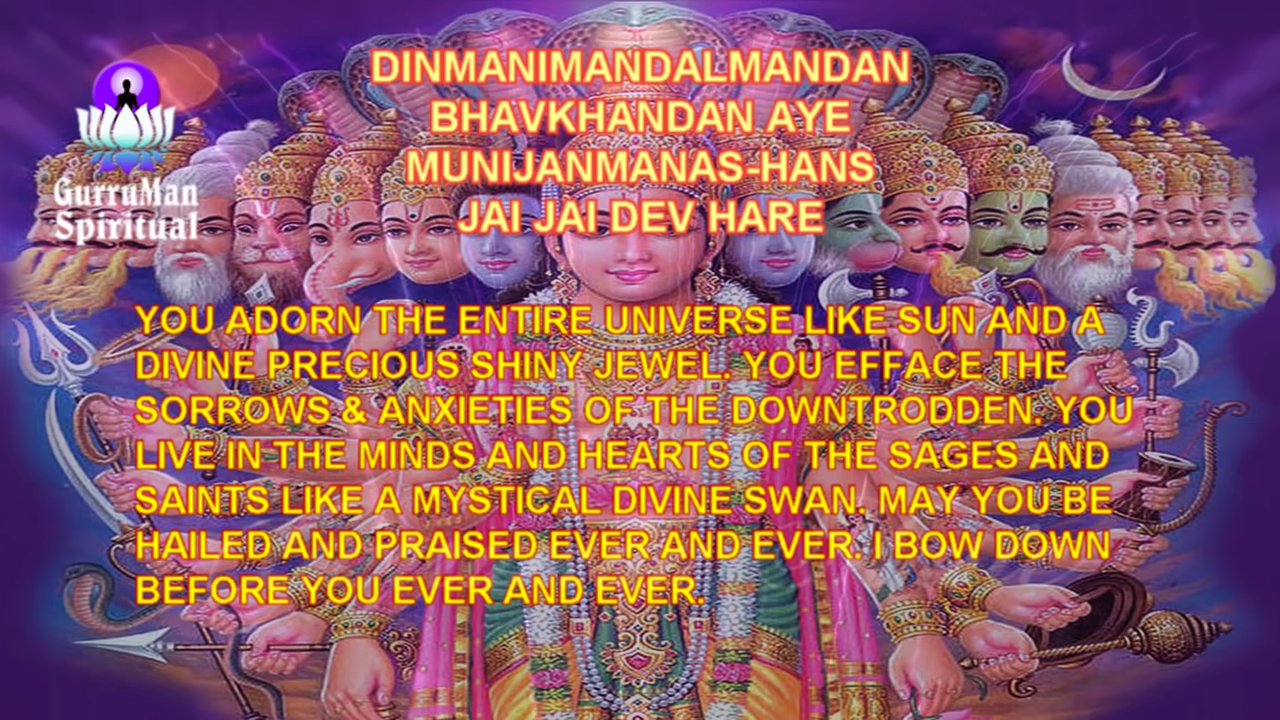 DINMANIMANDALMANDAN
BHAVKHANDAN AYE
MUNIJANMANAS-HANS
JAI JAI DEV HARE
GurruMan
Spiritual
YOU ADORN THE ENTIRE UNIVERSE LIKE SUN AND A
DIVINE PRECIOUS SHINY JEWEL. YOU EFFACE THE
SORROWS & ANXIETIES OF THE DOWNTRODDEN. YOU
LIVE IN THE MINDS AND HEARTS OF THE SAGES AND
SAINTS LIKE A MYSTICAL DIVINE SWAN. MAY YOU BE
HAILED AND PRAISED EVER AND EVER. I BOW DOWN
BEFORE YOU EVER AND EVER.